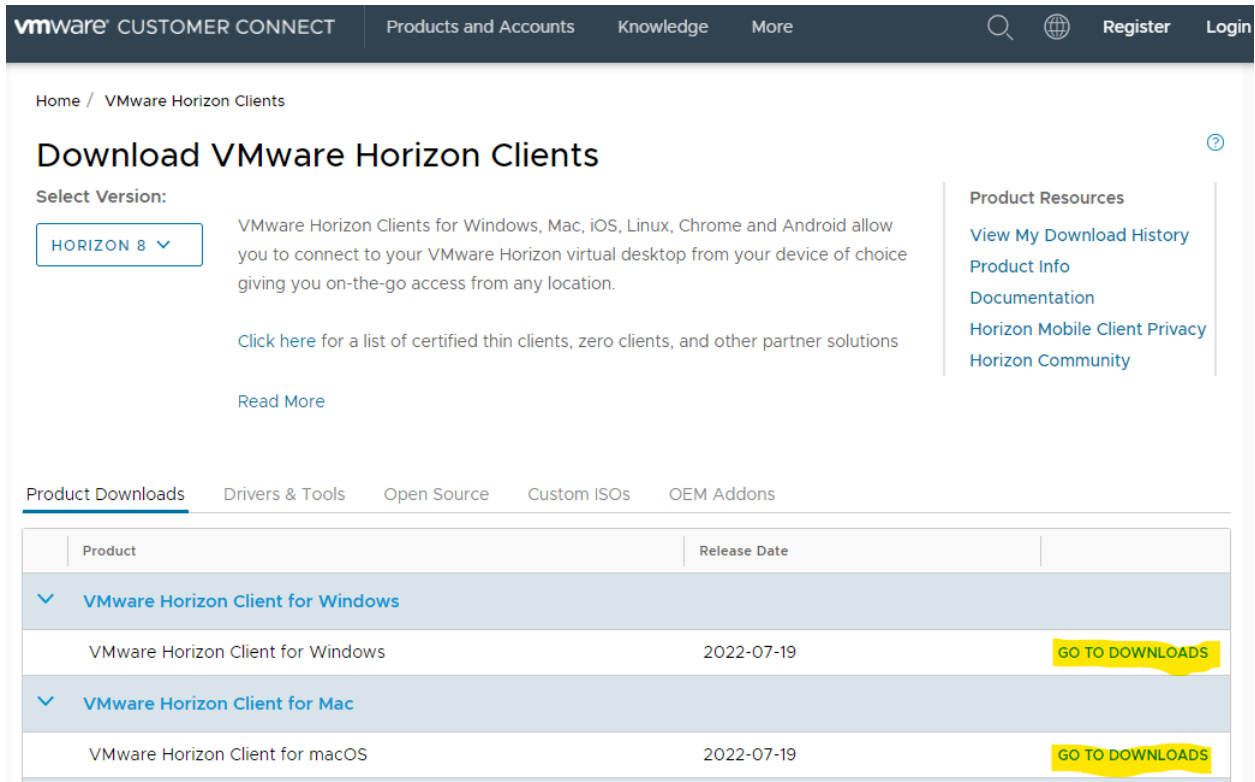 vmware® CUSTOMER CONNECT Products and Accounts Knowledge More Register Login
Home / VMware Horizon Clients
Download VMware Horizon Clients
Select Version:
HORIZON 8
VMware Horizon Clients for Windows, Mac, iOS, Linux, Chrome and Android allow
you to connect to your VMware Horizon virtual desktop from your device of choice
giving you on-the-go access from any location.
Click here for a list of certified thin clients, zero clients, and other partner solutions
Read More
Product Resources
View My Download History
Product Info
Documentation
Horizon Mobile Client Privacy
Horizon Community
Product Downloads Drivers & Tools Open Source Custom ISOs OEM Addons
Product Release Date
VMware Horizon Client for Windows
VMware Horizon Client for Windows 2022-07-19 GO TO DOWNLOADS
VMware Horizon Client for Mac
VMware Horizon Client for macOS 2022-07-19 GO TO DOWNLOADS